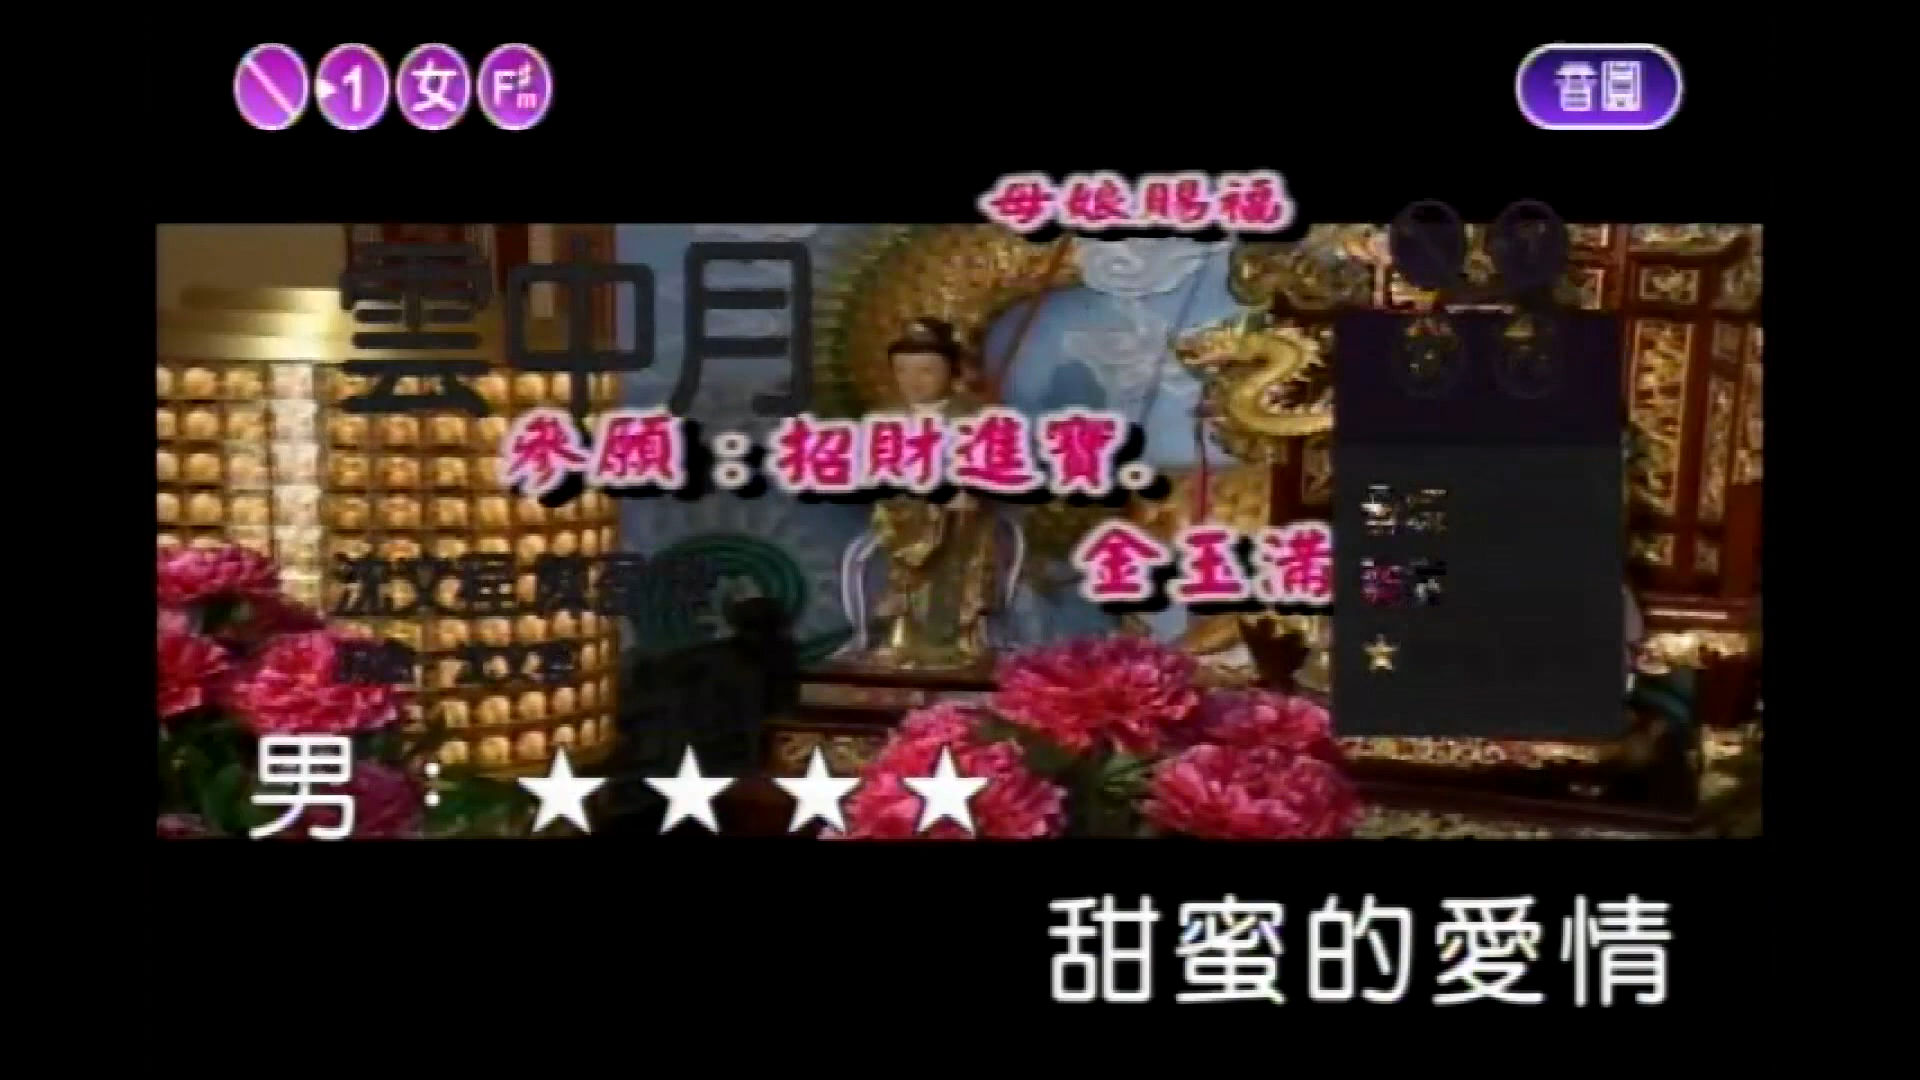 1 女 F♯m
音圓
母娘賜福
雲中月
參願：招財進寶.
金玉滿
男：★★★★
甜蜜的愛情